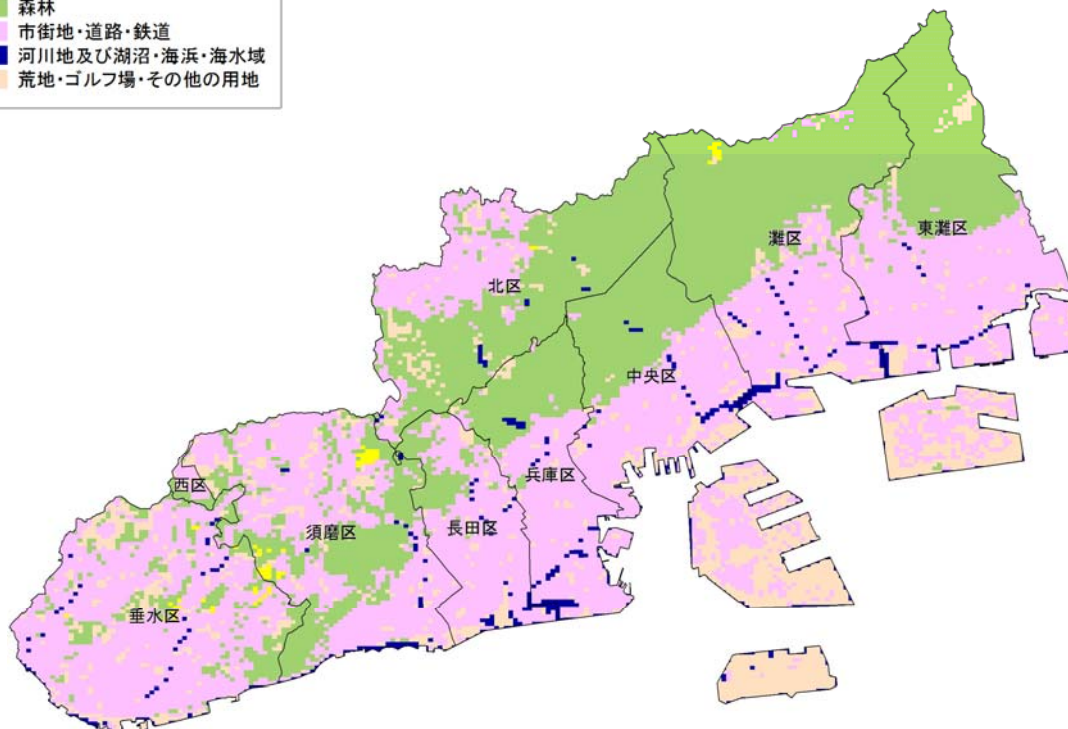 森林
市街地・道路・鉄道
河川地及び湖沼・海浜・海水域
荒地・ゴルフ場・その他の用地
東灘区
灘区
北区
中央区
兵庫区
西区
長田区
須磨区
垂水区